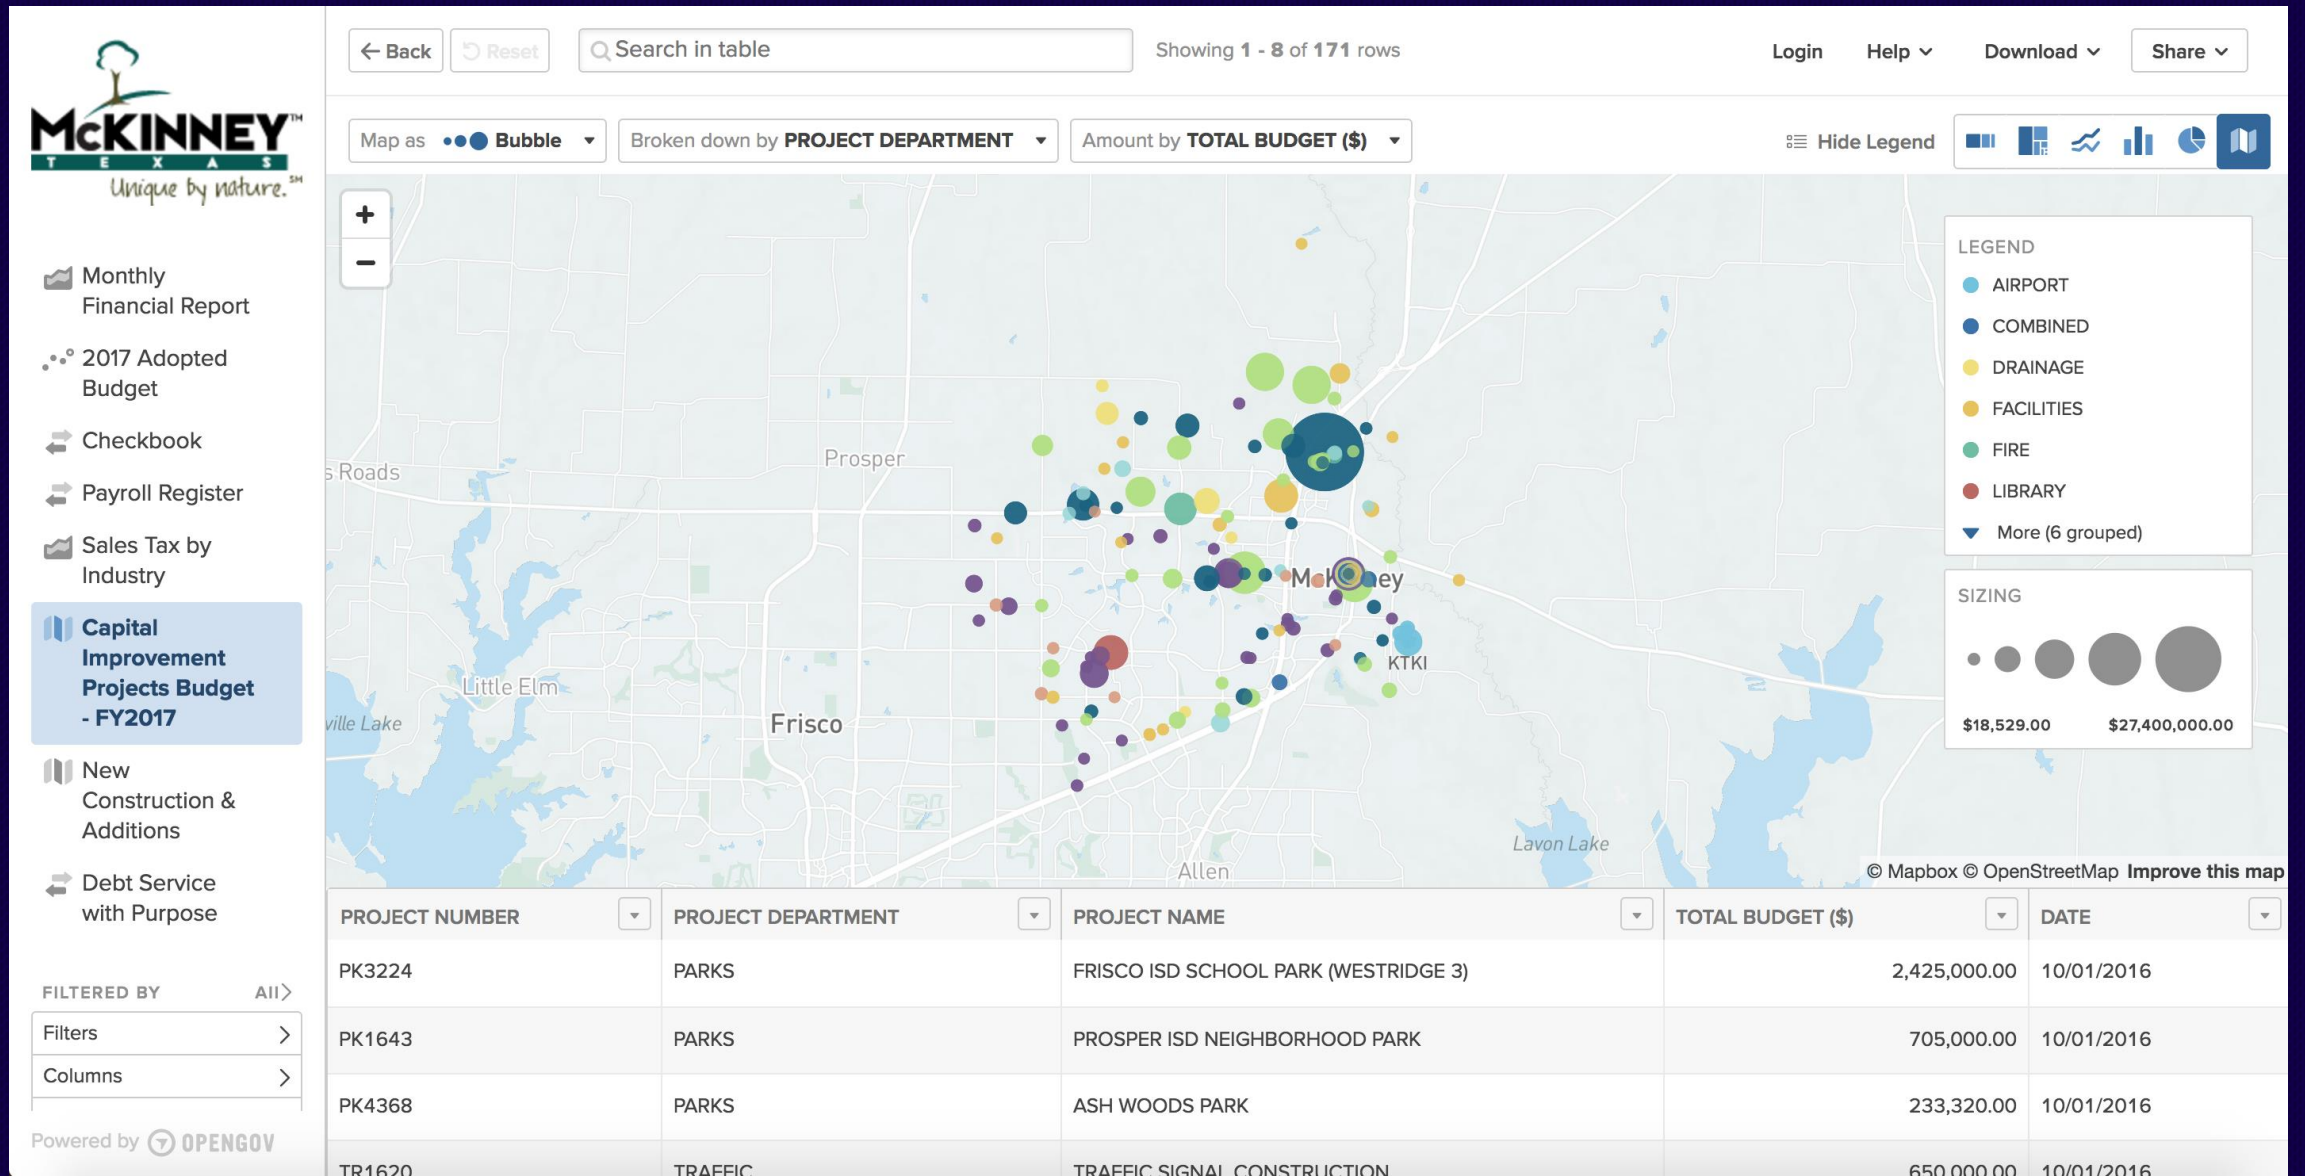 McKINNEY™
TEXAS
Unique by nature.℠
Monthly
Financial Report
2017 Adopted
Budget
Checkbook
Payroll Register
Sales Tax by
Industry
Capital
Improvement
Projects Budget
- FY2017
New
Construction &
Additions
Debt Service
with Purpose
FILTERED BY All
Filters
Columns
Powered by OPENGOV
Back Reset Search in table Showing 1 - 8 of 171 rows Login Help Download Share
Map as Bubble Broken down by PROJECT DEPARTMENT Amount by TOTAL BUDGET ($) Hide Legend
+
−
Prosper
s Roads
McKinney
KTKI
Little Elm
ville Lake
Frisco
Lavon Lake
Allen
LEGEND
AIRPORT
COMBINED
DRAINAGE
FACILITIES
FIRE
LIBRARY
More (6 grouped)
SIZING
$18,529.00 $27,400,000.00
© Mapbox © OpenStreetMap Improve this map
PROJECT NUMBER PROJECT DEPARTMENT PROJECT NAME TOTAL BUDGET ($) DATE
PK3224 PARKS FRISCO ISD SCHOOL PARK (WESTRIDGE 3) 2,425,000.00 10/01/2016
PK1643 PARKS PROSPER ISD NEIGHBORHOOD PARK 705,000.00 10/01/2016
PK4368 PARKS ASH WOODS PARK 233,320.00 10/01/2016
TR1620 TRAFFIC TRAFFIC SIGNAL CONSTRUCTION 650,000.00 10/01/2016